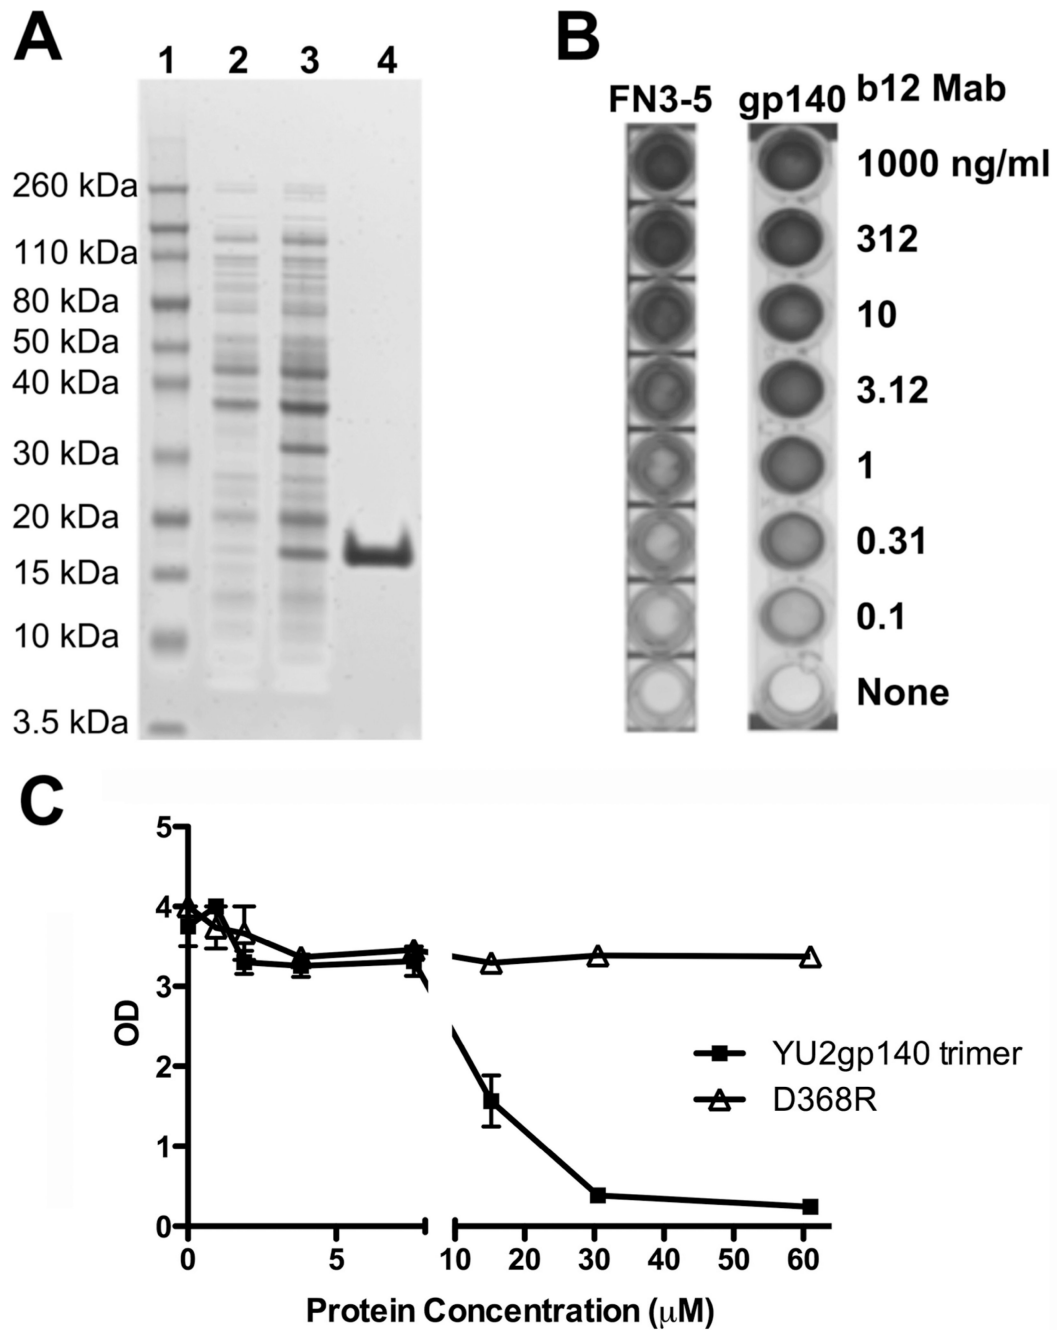 A
1 2 3 4
260 kDa
110 kDa
80 kDa
50 kDa
40 kDa
30 kDa
20 kDa
15 kDa
10 kDa
3.5 kDa
B
FN3-5 gp140 b12 Mab
1000 ng/ml
312
10
3.12
1
0.31
0.1
None
C
5
4
3
2
1
0
OD
YU2gp140 trimer
D368R
0 5 10 20 30 40 50 60
Protein Concentration (μM)